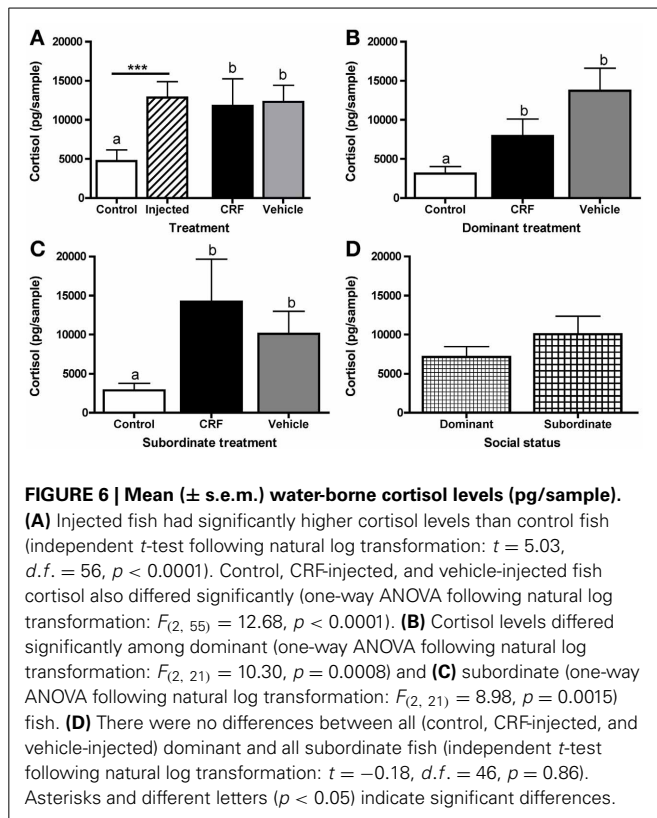 A
B
20000
15000
10000
5000
0
Cortisol (pg/sample)
***
a
b
b
Control Injected CRF Vehicle
Treatment
20000
15000
10000
5000
0
Cortisol (pg/sample)
a
b
b
Control CRF Vehicle
Dominant treatment
C
D
20000
15000
10000
5000
0
Cortisol (pg/sample)
a
b
b
Control CRF Vehicle
Subordinate treatment
20000
15000
10000
5000
0
Cortisol (pg/sample)
Dominant Subordinate
Social status
FIGURE 6 | Mean (± s.e.m.) water-borne cortisol levels (pg/sample).
(A) Injected fish had significantly higher cortisol levels than control fish
(independent t-test following natural log transformation: t = 5.03,
d.f. = 56, p < 0.0001). Control, CRF-injected, and vehicle-injected fish
cortisol also differed significantly (one-way ANOVA following natural log
transformation: F(2, 55) = 12.68, p < 0.0001). (B) Cortisol levels differed
significantly among dominant (one-way ANOVA following natural log
transformation: F(2, 21) = 10.30, p = 0.0008) and (C) subordinate (one-way
ANOVA following natural log transformation: F(2, 21) = 8.98, p = 0.0015)
fish. (D) There were no differences between all (control, CRF-injected, and
vehicle-injected) dominant and all subordinate fish (independent t-test
following natural log transformation: t = −0.18, d.f. = 46, p = 0.86).
Asterisks and different letters (p < 0.05) indicate significant differences.